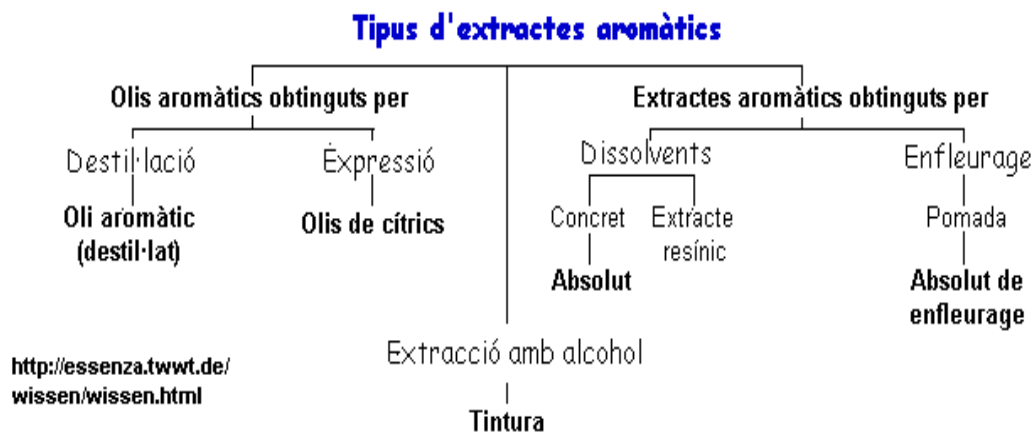 Tipus d'extractes aromàtics
Olis aromàtics obtinguts per
Extractes aromàtics obtinguts per
Destil·lació
Expressió
Dissolvents
Enfleurage
Oli aromàtic
(destil·lat)
Olis de cítrics
Concret
Extracte
resínic
Pomada
Absolut
Absolut de
enfleurage
Extracció amb alcohol
Tintura
http://essenza.twwt.de/
wissen/wissen.html